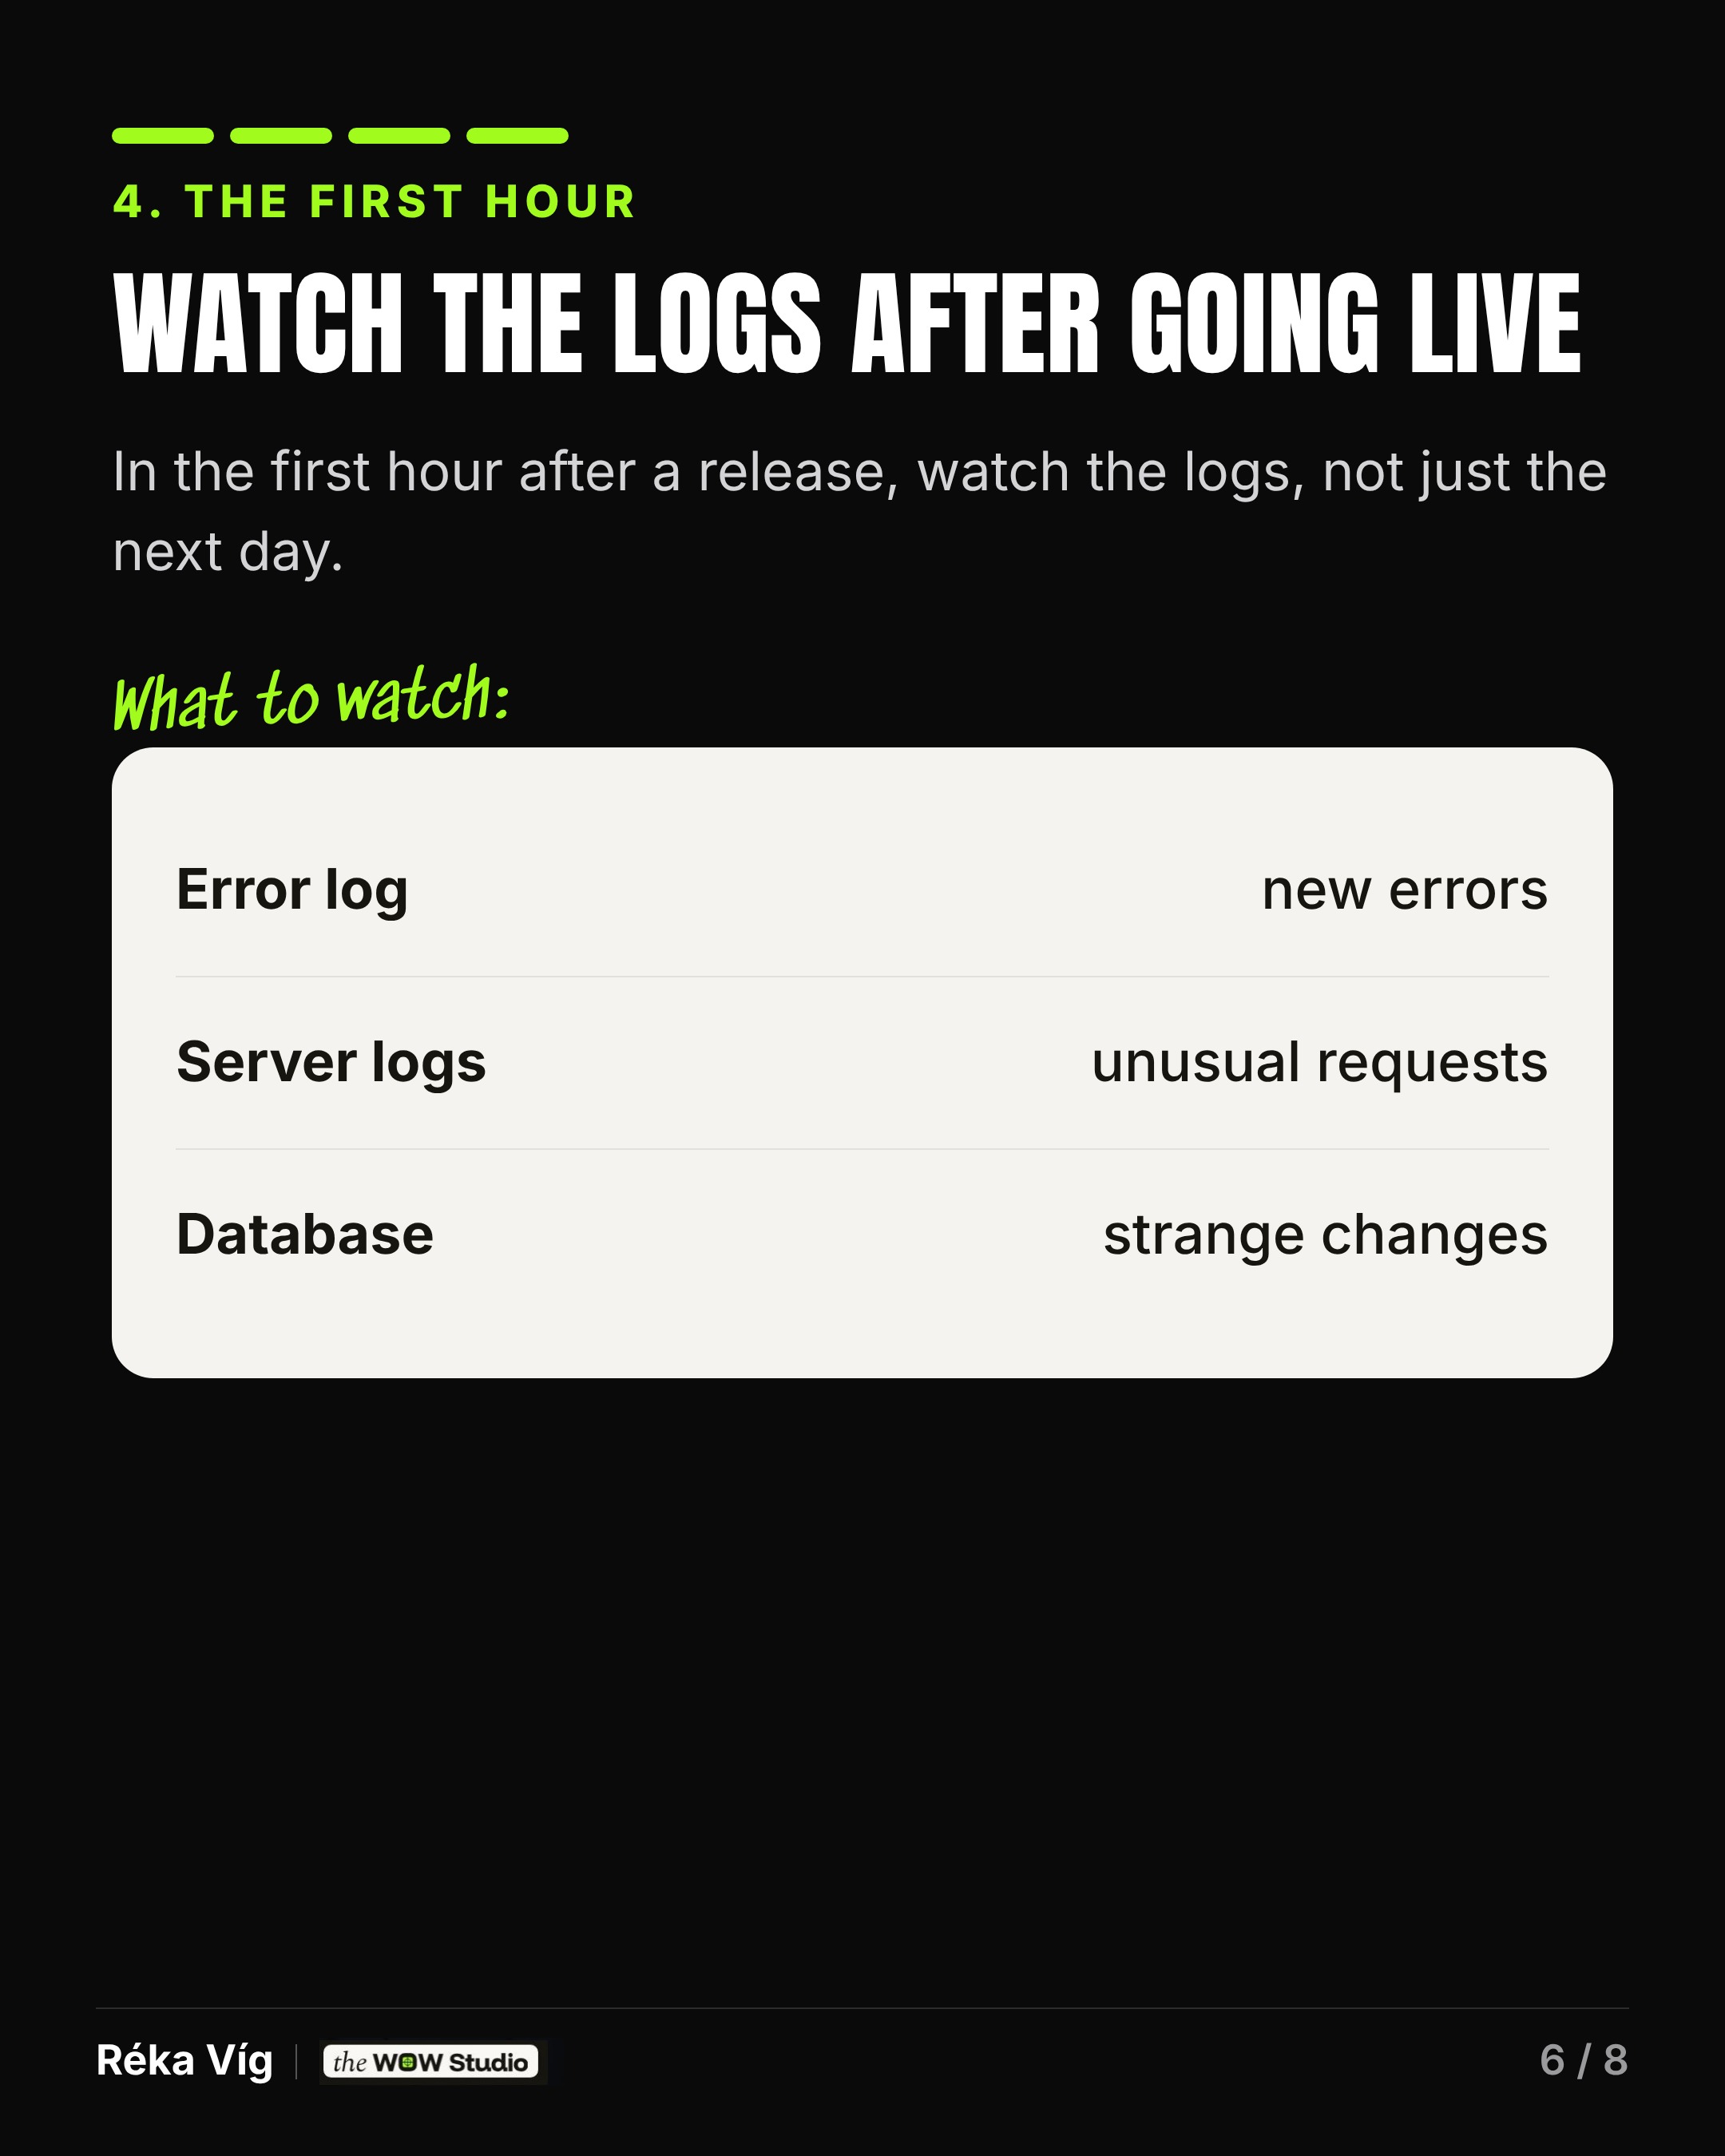 4. THE FIRST HOUR
WATCH THE LOGS AFTER GOING LIVE
In the first hour after a release, watch the logs, not just the
next day.
What to watch:
Error log new errors
Server logs unusual requests
Database strange changes
Réka Víg the WOW Studio 6 / 8